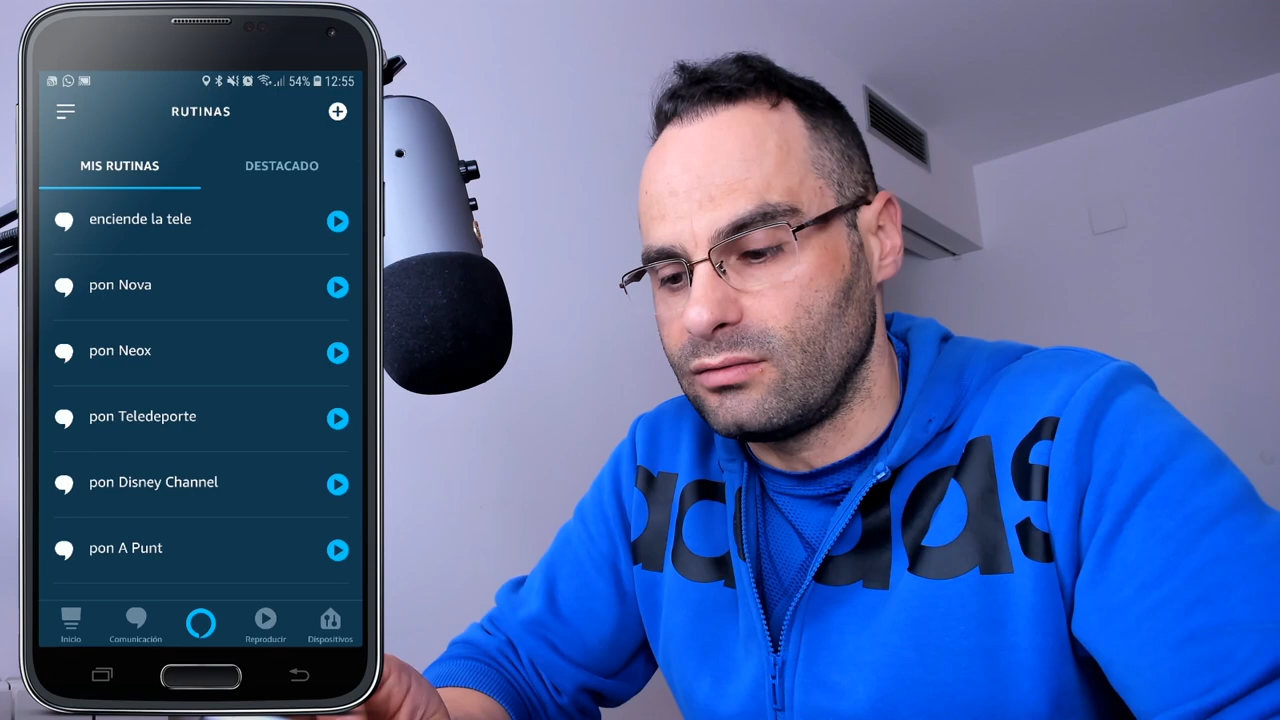 54% 12:55
RUTINAS
MIS RUTINAS DESTACADO
enciende la tele
pon Nova
pon Neox
pon Teledeporte
pon Disney Channel
pon A Punt
Inicio Comunicación Reproducir Dispositivos
adidas